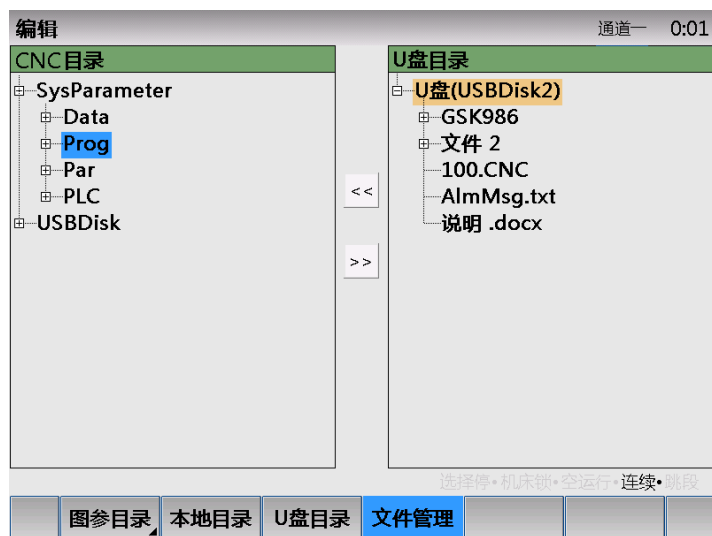 编辑 通道一 0:01
CNC目录
SysParameter
Data
Prog
Par
PLC
USBDisk
<<
>>
U盘目录
U盘(USBDisk2)
GSK986
文件 2
100.CNC
AlmMsg.txt
说明 .docx
选择停•机床锁•空运行•连续•跳段
图参目录 本地目录 U盘目录 文件管理